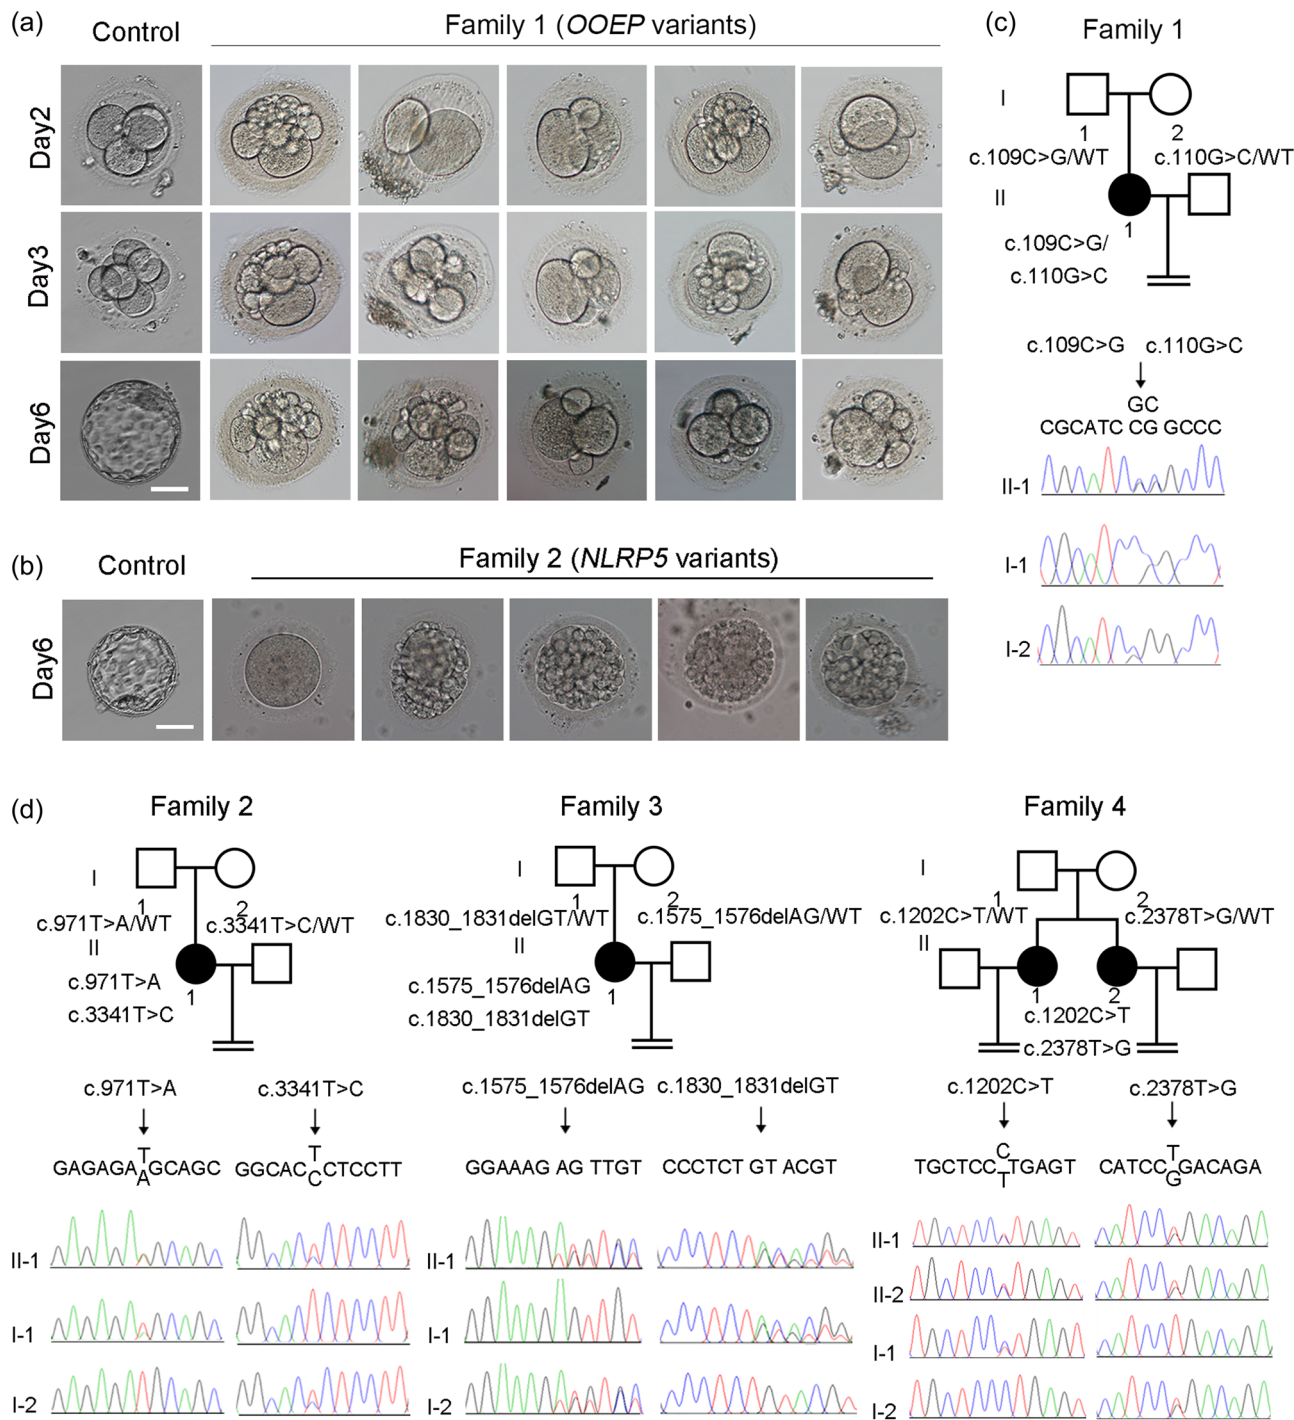 (a)
Control
Family 1 (OOEP variants)
Day2
Day3
Day6
(b)
Control
Family 2 (NLRP5 variants)
Day6
(c)
Family 1
I
1
2
c.109C>G/WT
c.110G>C/WT
II
1
c.109C>G/
c.110G>C
c.109C>G
c.110G>C
GC
CGCATC CG GCCC
II-1
I-1
I-2
(d)
Family 2
I
1
2
c.971T>A/WT
c.3341T>C/WT
II
c.971T>A
1
c.3341T>C
c.971T>A
c.3341T>C
T
GAGAGA GCAGC
A
T
GGCAC CTCCTT
C
II-1
I-1
I-2
Family 3
I
1
2
c.1830_1831delGT/WT
c.1575_1576delAG/WT
II
c.1575_1576delAG
1
c.1830_1831delGT
c.1575_1576delAG
c.1830_1831delGT
GGAAAG AG TTGT
CCCTCT GT ACGT
II-1
I-1
I-2
Family 4
I
1
2
c.1202C>T/WT
c.2378T>G/WT
II
1
2
c.1202C>T
c.2378T>G
c.1202C>T
c.2378T>G
C
TGCTCC TGAGT
T
T
CATCC GACAGA
G
II-1
II-2
I-1
I-2